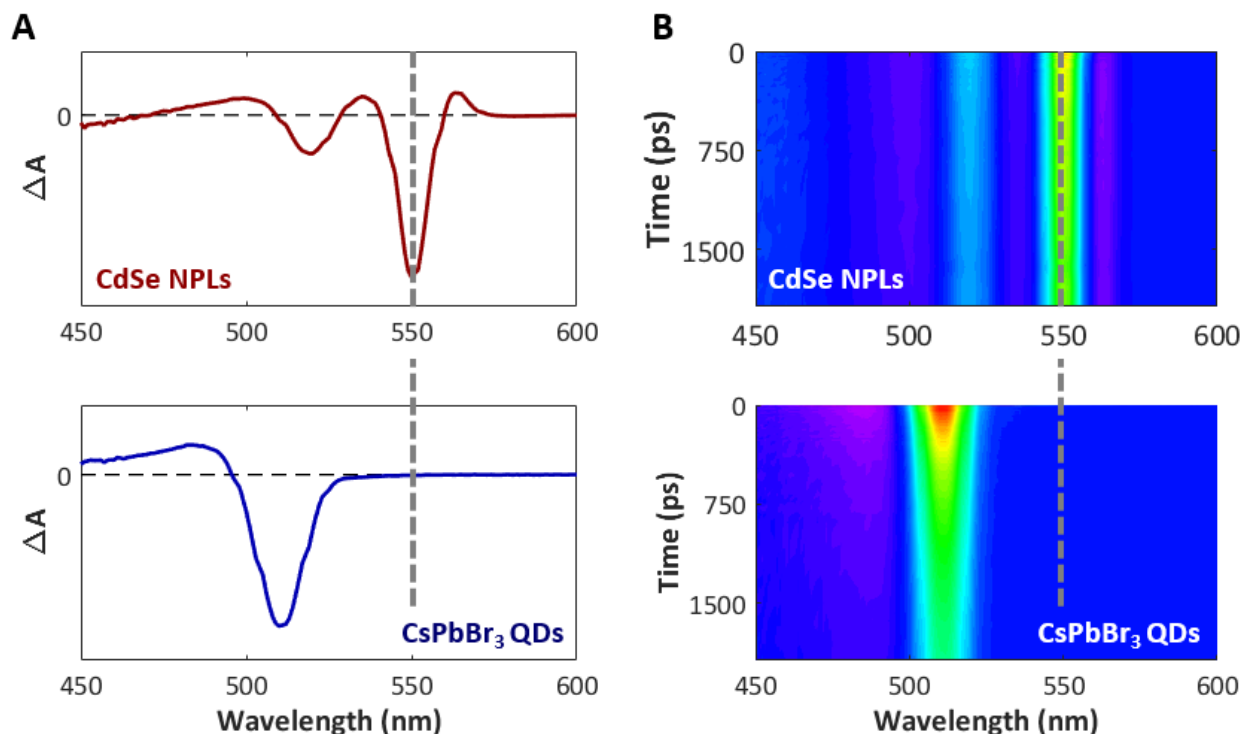 A
0
ΔA
CdSe NPLs
450 500 550 600
0
ΔA
CsPbBr₃ QDs
450 500 550 600
Wavelength (nm)
B
0
750
1500
Time (ps)
CdSe NPLs
450 500 550 600
0
750
1500
Time (ps)
CsPbBr₃ QDs
450 500 550 600
Wavelength (nm)